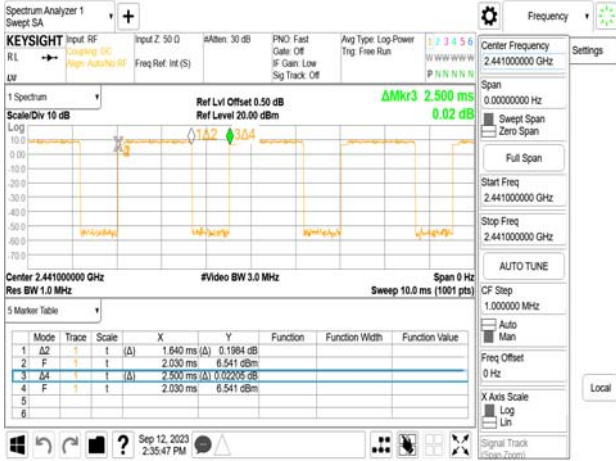 Spectrum Analyzer 1
Swept SA
Frequency
KEYSIGHT
RL
Input: RF
Coupling: DC
Align: Auto/No RF
Input Z: 50 Ω
Freq Ref: Int (S)
#Atten: 30 dB
PNO: Fast
Gate: Off
IF Gain: Low
Sig Track: Off
Avg Type: Log-Power
Trig: Free Run
1 2 3 4 5 6
W W W W W W
P N N N N N
Center Frequency
2.441000000 GHz
Settings
1 Spectrum
Scale/Div 10 dB
Ref Lvl Offset 0.50 dB
Ref Level 20.00 dBm
ΔMkr3 2.500 ms
0.02 dB
Span
0.00000000 Hz
Swept Span
Zero Span
Log
10.0
0.00
-10.0
-20.0
-30.0
-40.0
-50.0
-60.0
-70.0
1Δ2
3Δ4
Full Span
Start Freq
2.441000000 GHz
Stop Freq
2.441000000 GHz
AUTO TUNE
Center 2.441000000 GHz
Res BW 1.0 MHz
#Video BW 3.0 MHz
Span 0 Hz
Sweep 10.0 ms (1001 pts)
CF Step
1.000000 MHz
Auto
Man
5 Marker Table
Mode Trace Scale X Y Function Function Width Function Value
1 Δ2 1 t (Δ) 1.640 ms (Δ) 0.1984 dB
2 F 1 t 2.030 ms 6.541 dBm
3 Δ4 1 t (Δ) 2.500 ms (Δ) 0.02205 dB
4 F 1 t 2.030 ms 6.541 dBm
5
6
Freq Offset
0 Hz
Local
X Axis Scale
Log
Lin
Signal Track
(Span Zoom)
Sep 12, 2023
2:35:47 PM